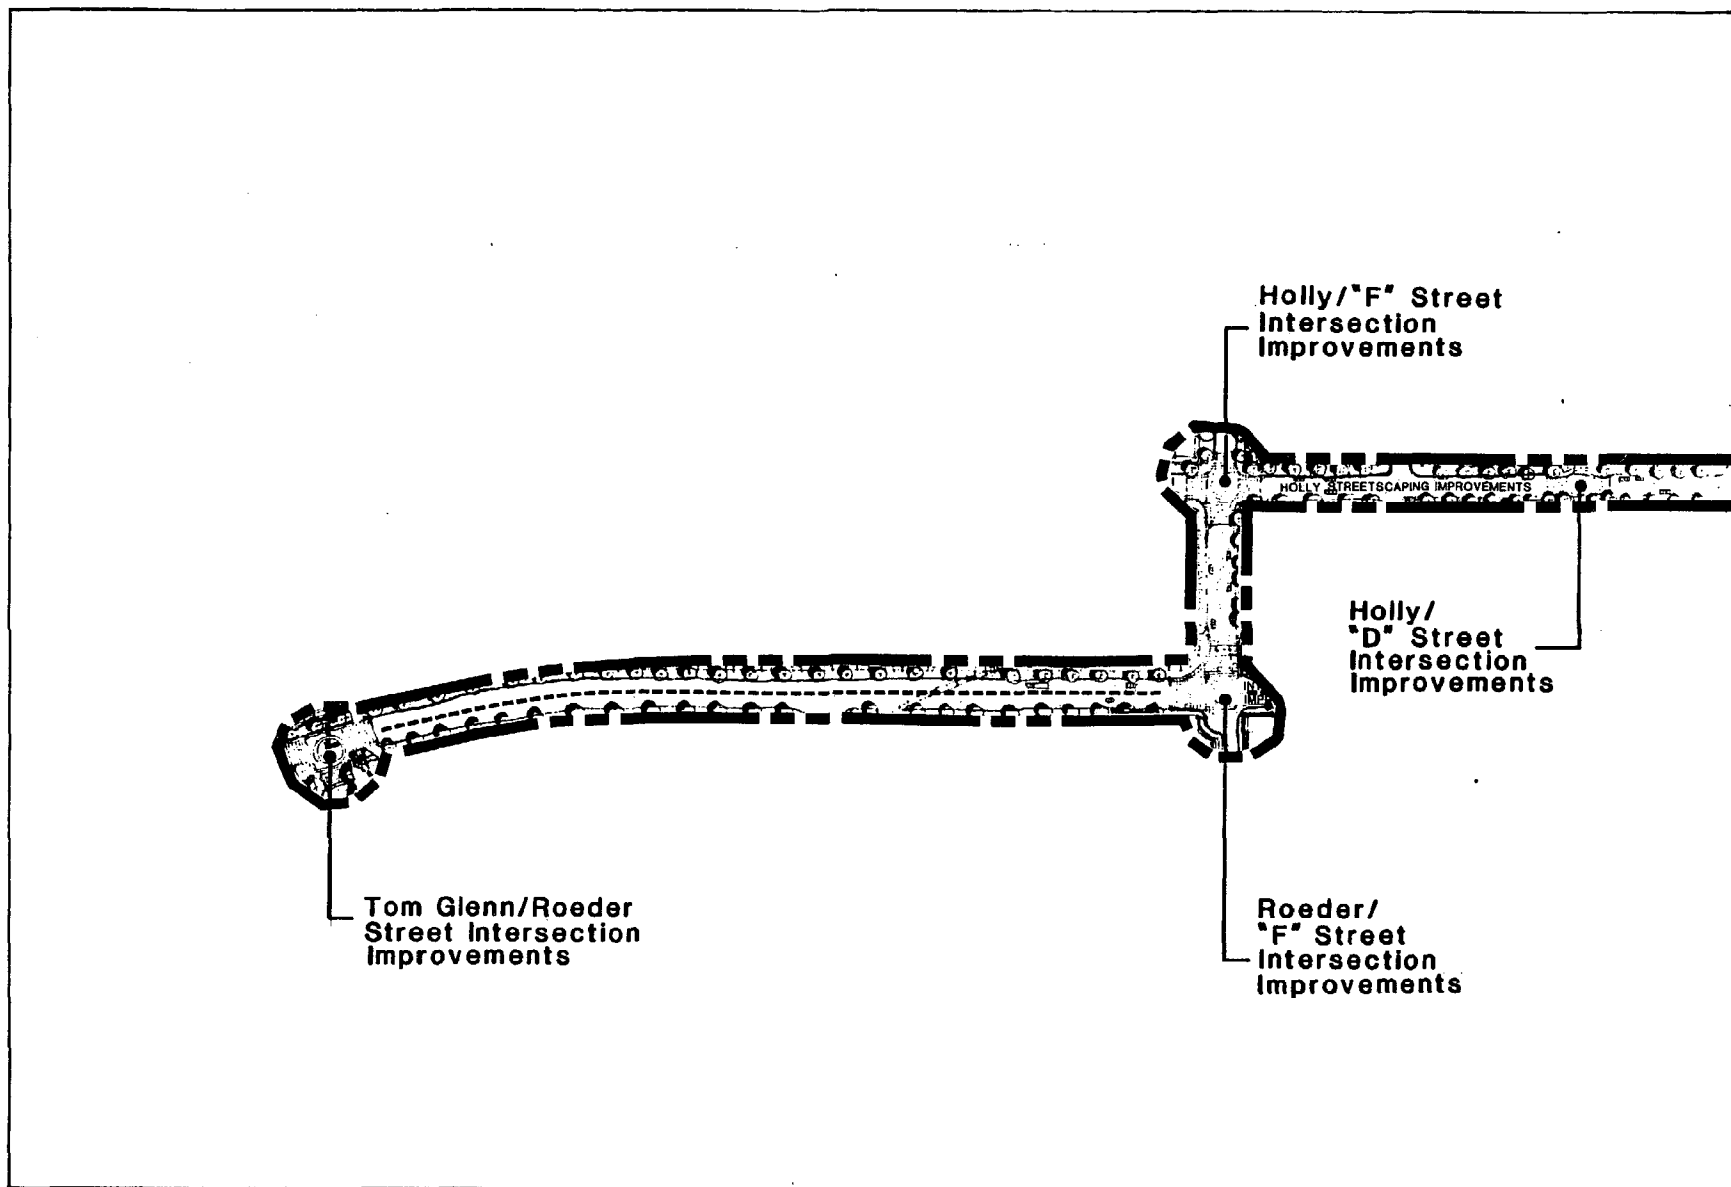 Holly/"F" Street
Intersection
Improvements
HOLLY STREETSCAPING IMPROVEMENTS
Holly/
"D" Street
Intersection
Improvements
Tom Glenn/Roeder
Street Intersection
Improvements
Roeder/
"F" Street
Intersection
Improvements